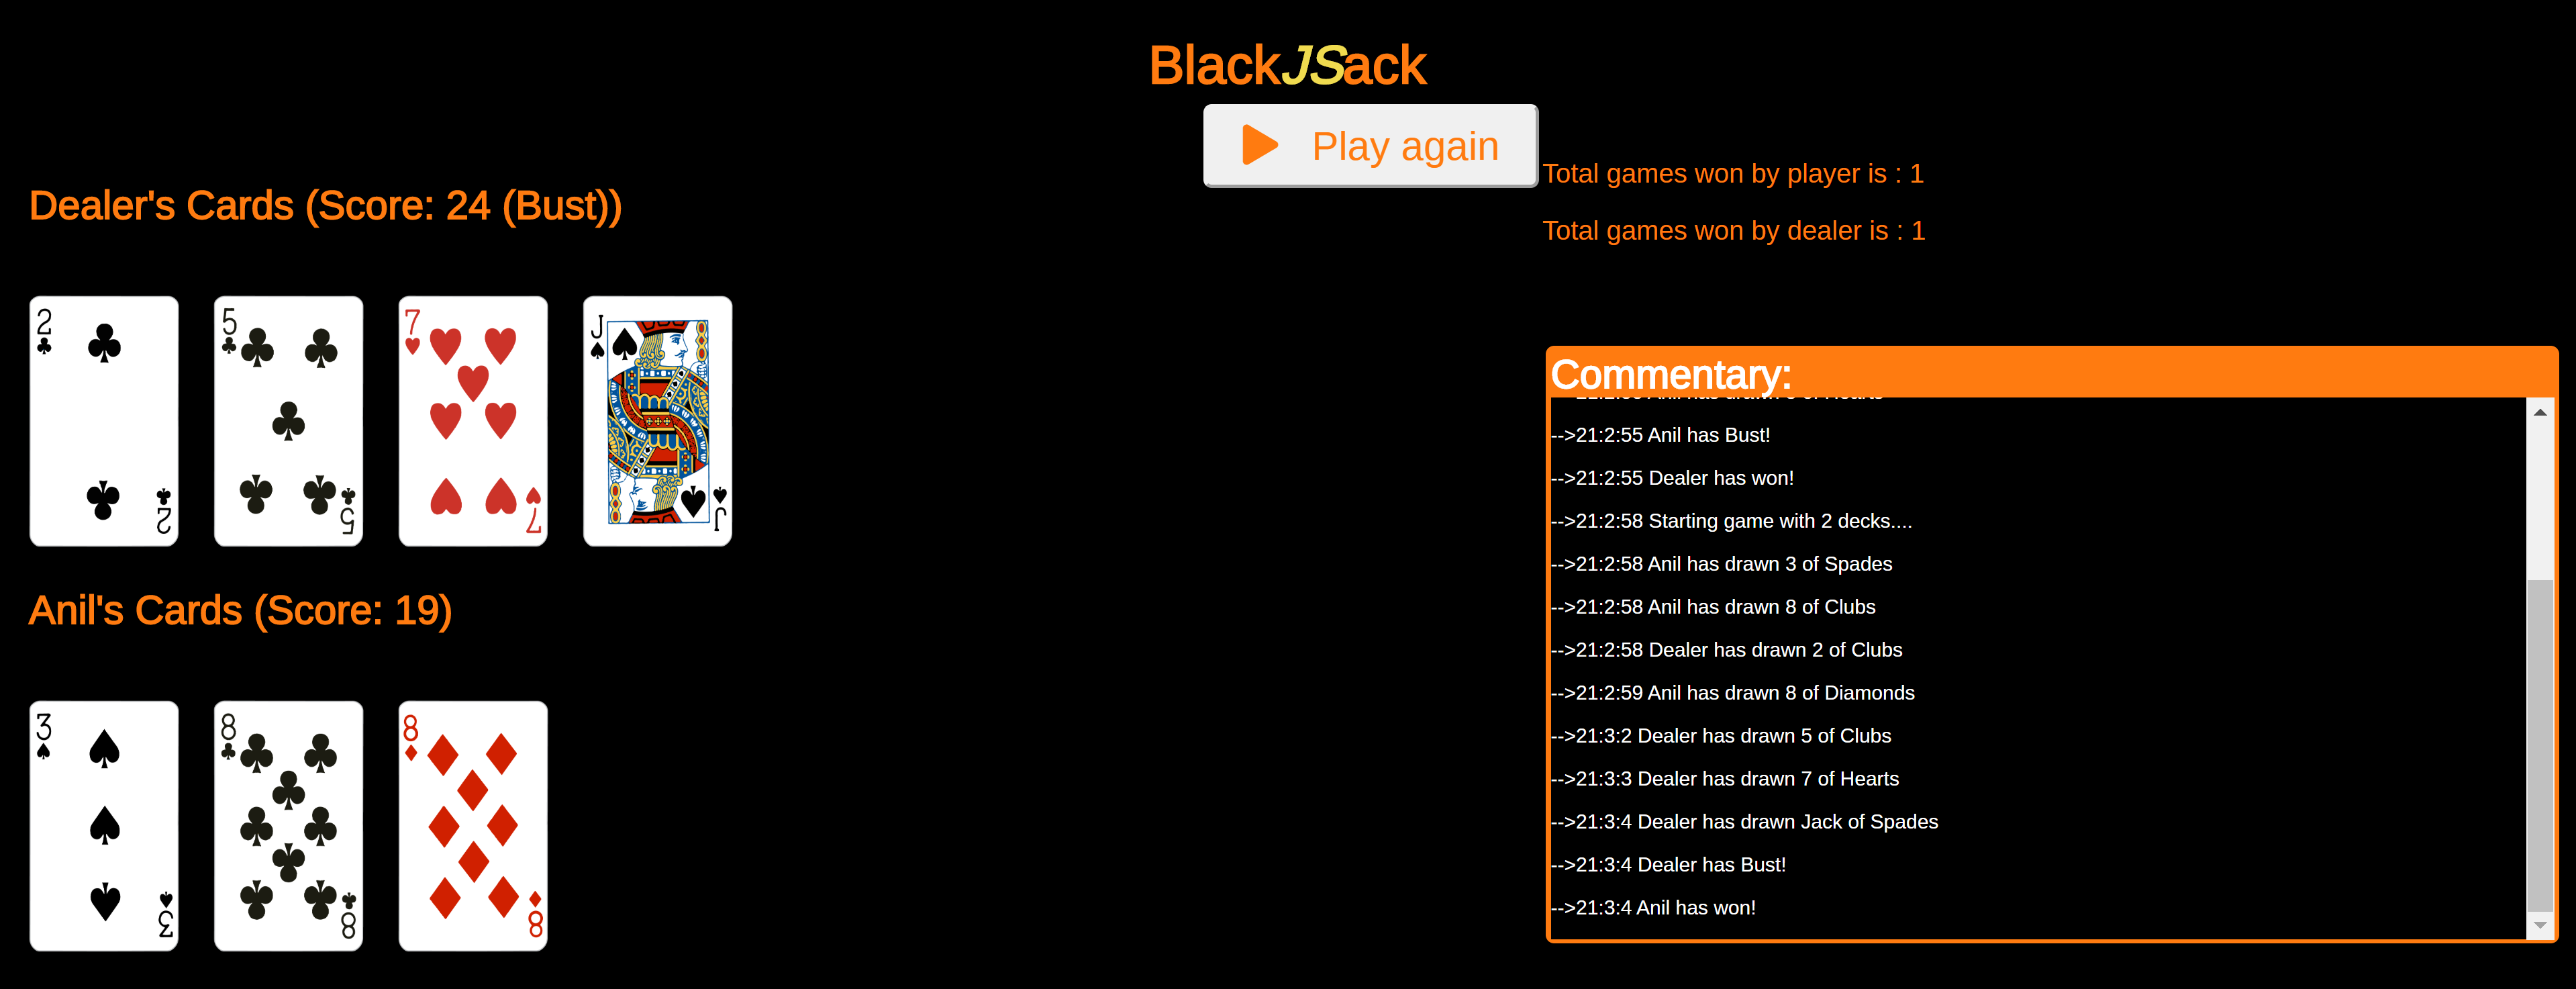 BlackJSack
Play again
Total games won by player is : 1
Total games won by dealer is : 1
Dealer's Cards (Score: 24 (Bust))
2
2
5
5
7
7
J
J
Anil's Cards (Score: 19)
3
3
8
8
8
8
Commentary:
-->21:2:55 Anil has Bust!
-->21:2:55 Dealer has won!
-->21:2:58 Starting game with 2 decks....
-->21:2:58 Anil has drawn 3 of Spades
-->21:2:58 Anil has drawn 8 of Clubs
-->21:2:58 Dealer has drawn 2 of Clubs
-->21:2:59 Anil has drawn 8 of Diamonds
-->21:3:2 Dealer has drawn 5 of Clubs
-->21:3:3 Dealer has drawn 7 of Hearts
-->21:3:4 Dealer has drawn Jack of Spades
-->21:3:4 Dealer has Bust!
-->21:3:4 Anil has won!